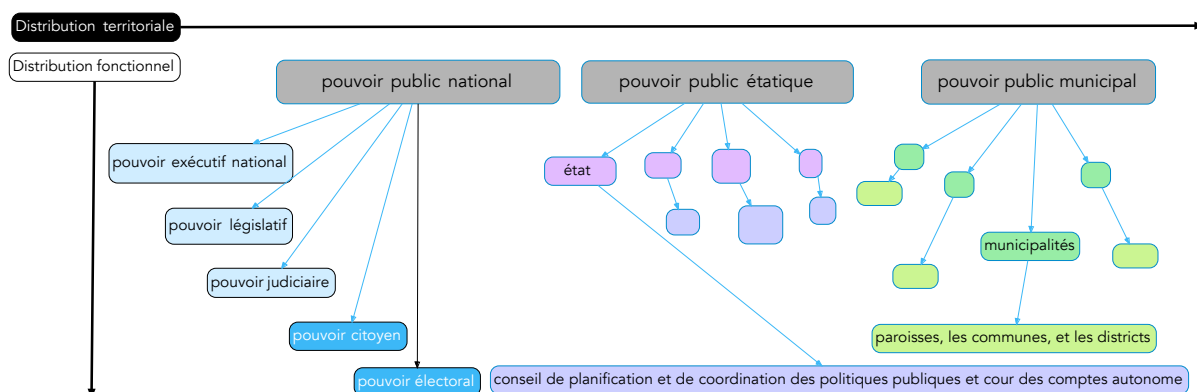 Distribution territoriale
Distribution fonctionnel
pouvoir public national
pouvoir public étatique
pouvoir public municipal
pouvoir exécutif national
état
pouvoir législatif
municipalités
pouvoir judiciaire
pouvoir citoyen
paroisses, les communes, et les districts
pouvoir électoral
conseil de planification et de coordination des politiques publiques et cour des comptes autonome